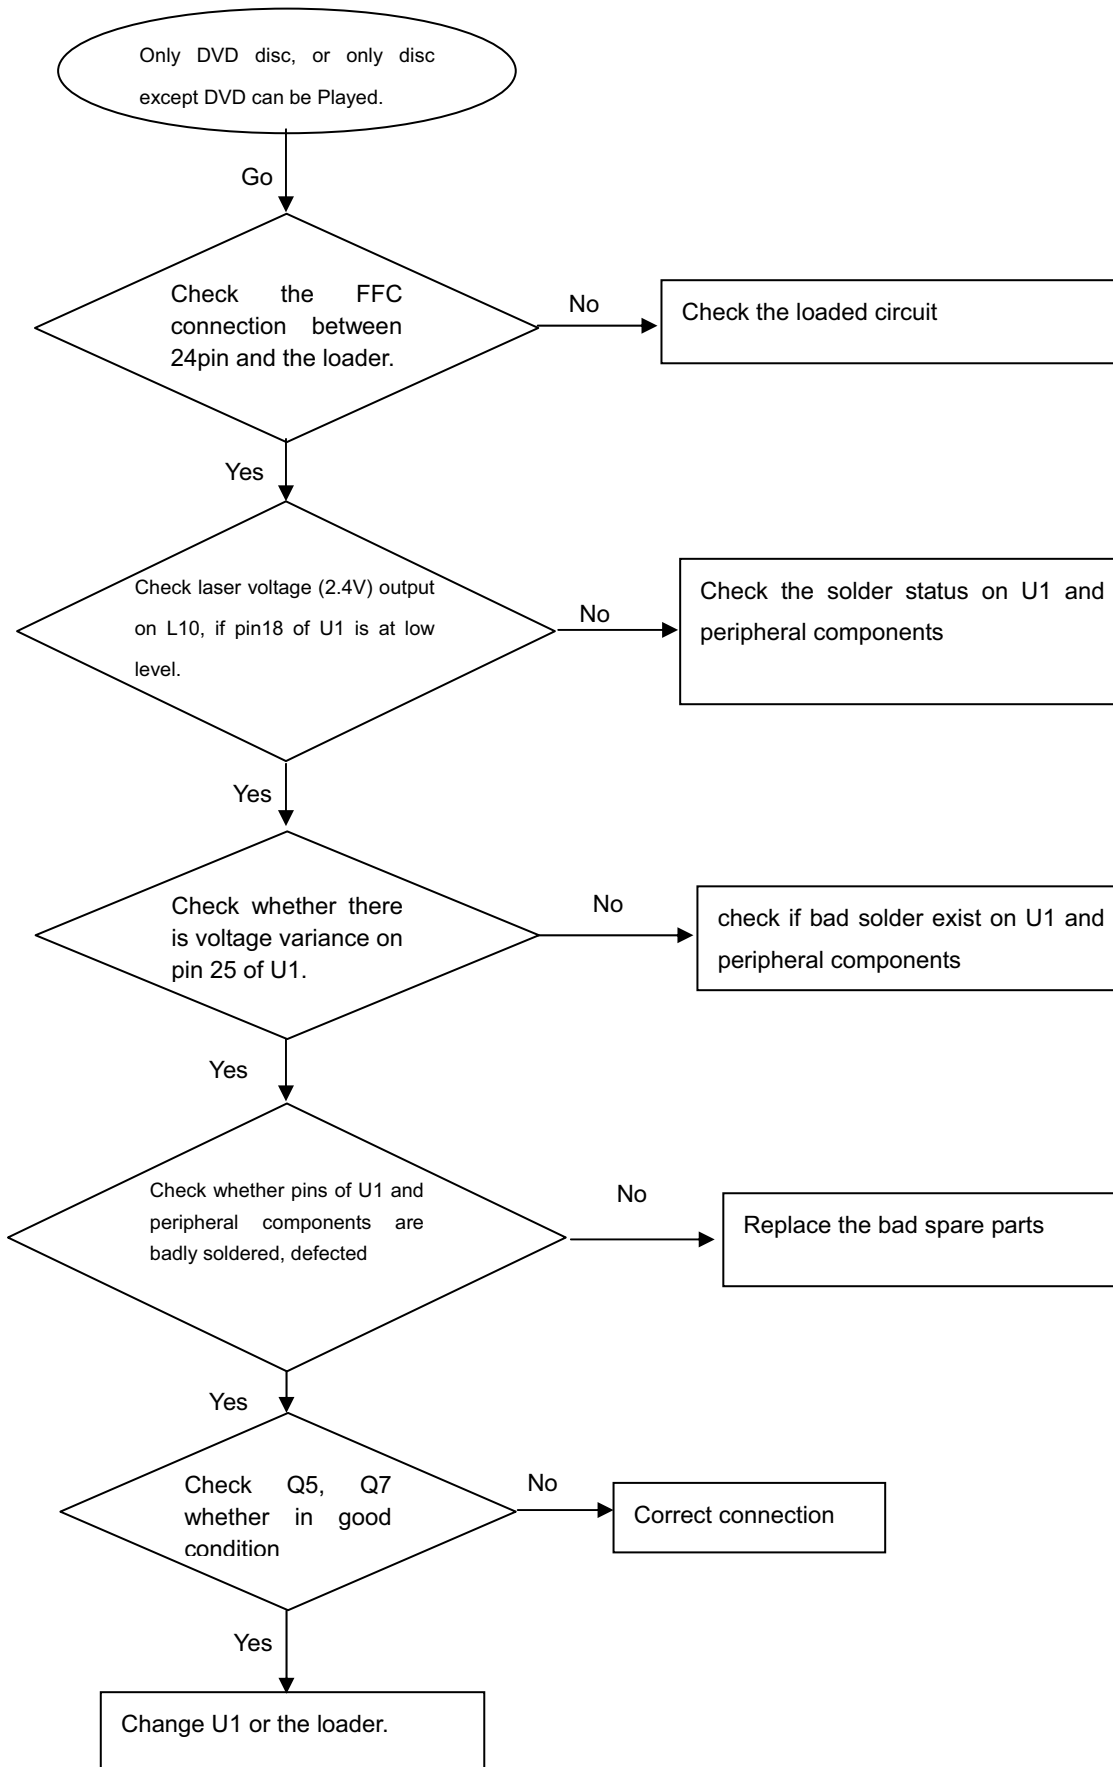 Only DVD disc, or only disc
except DVD can be Played.
Go
Check the FFC
connection between
24pin and the loader.
No
Check the loaded circuit
Yes
Check laser voltage (2.4V) output
on L10, if pin18 of U1 is at low
level.
No
Check the solder status on U1 and
peripheral components
Yes
Check whether there
is voltage variance on
pin 25 of U1.
No
check if bad solder exist on U1 and
peripheral components
Yes
Check whether pins of U1 and
peripheral components are
badly soldered, defected
No
Replace the bad spare parts
Yes
Check Q5, Q7
whether in good
condition
No
Correct connection
Yes
Change U1 or the loader.